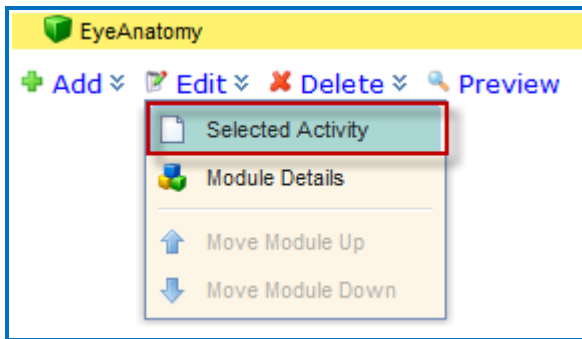 EyeAnatomy
Add Edit Delete Preview
Selected Activity
Module Details
Move Module Up
Move Module Down